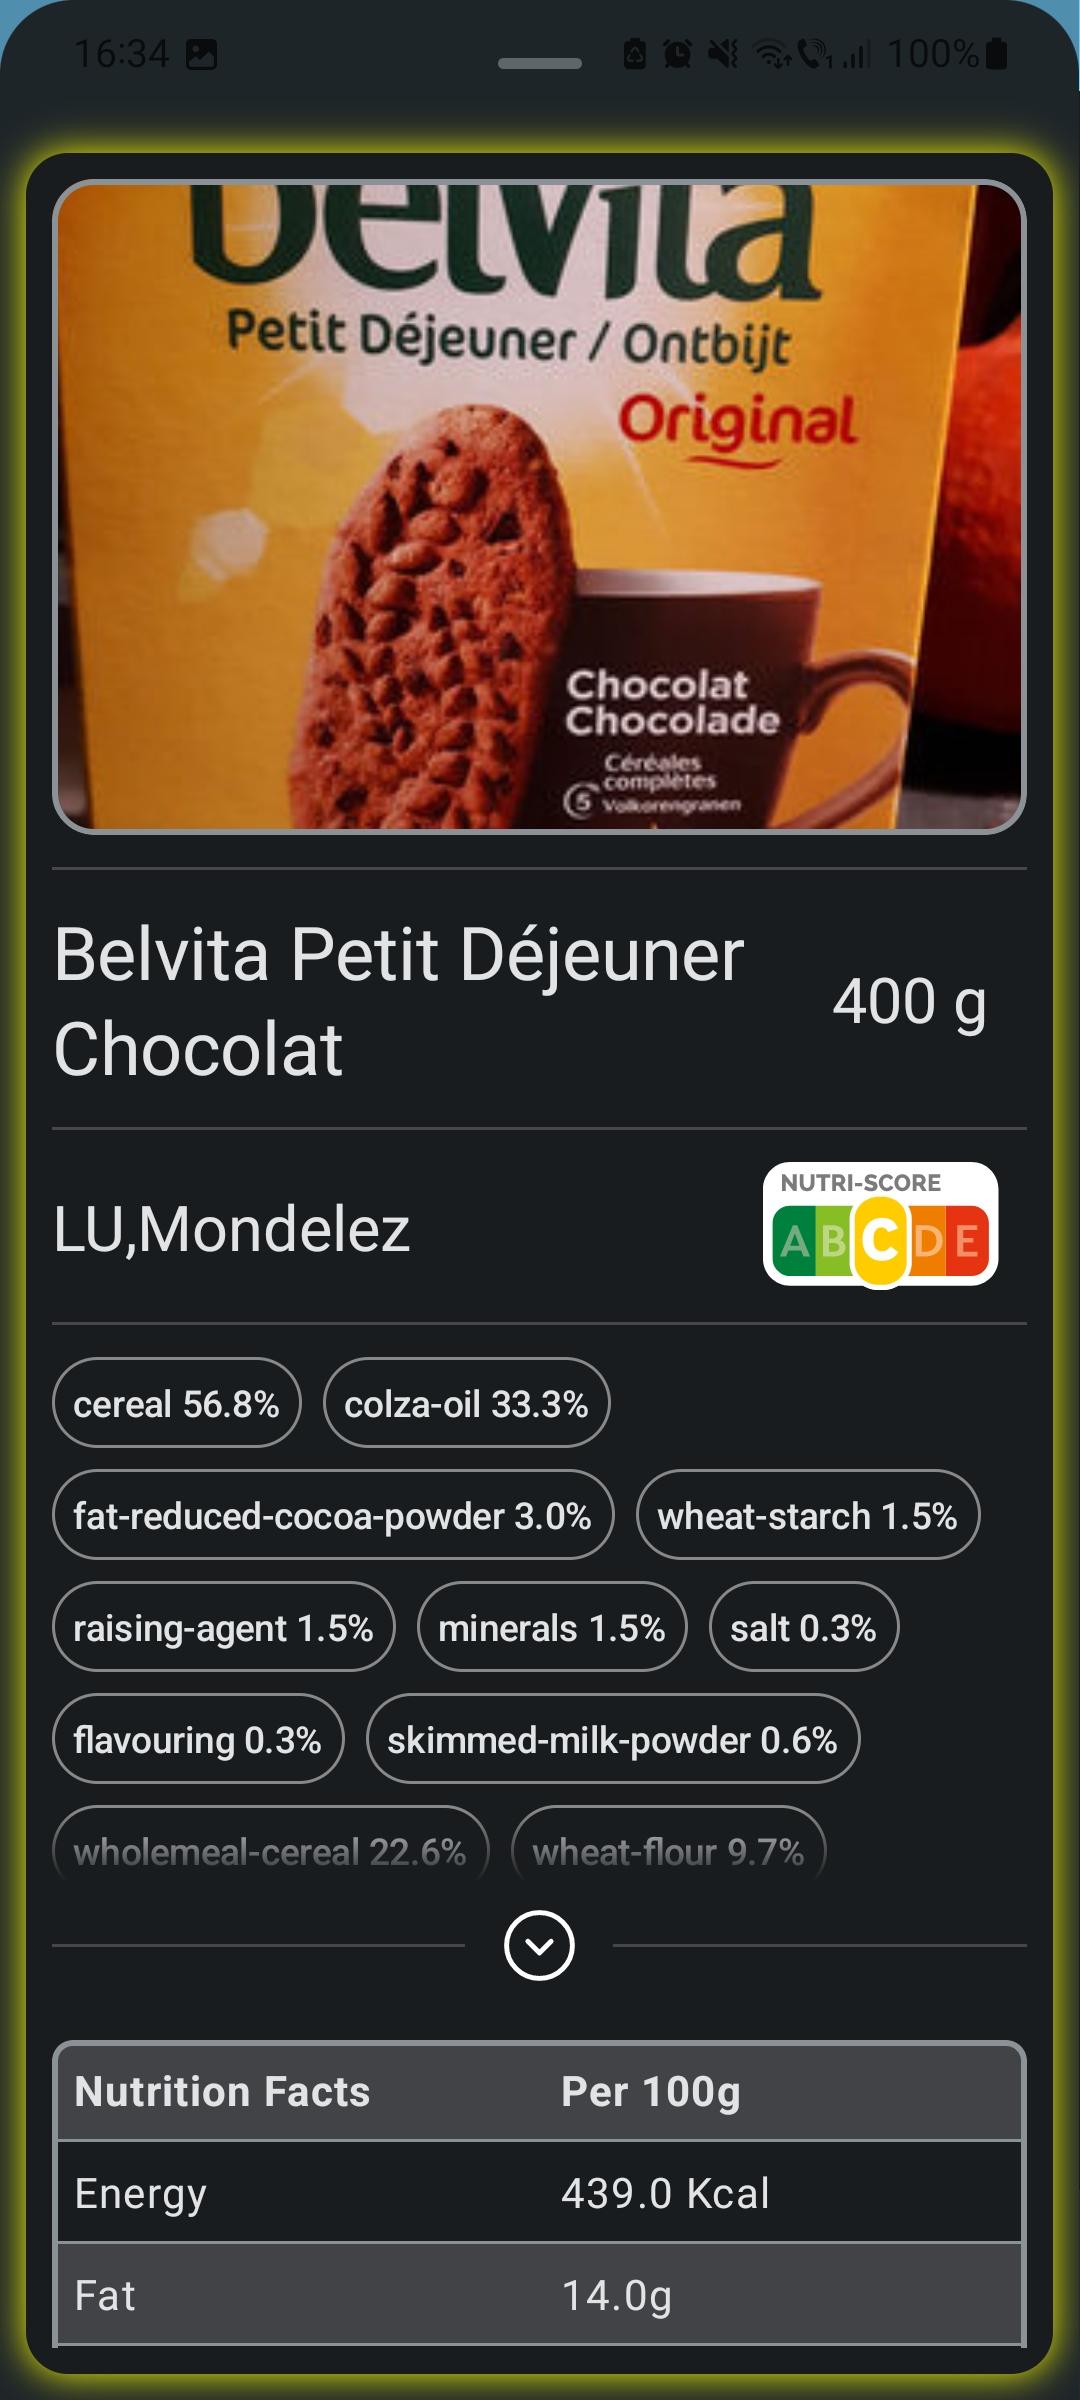 16:34
1
100%
belvita
Petit Déjeuner / Ontbijt
Original
Chocolat
Chocolade
Céréales
complètes
5 Volkorengranen
Belvita Petit Déjeuner
Chocolat
400 g
LU,Mondelez
NUTRI-SCORE
A B C D E
cereal 56.8% colza-oil 33.3%
fat-reduced-cocoa-powder 3.0% wheat-starch 1.5%
raising-agent 1.5% minerals 1.5% salt 0.3%
flavouring 0.3% skimmed-milk-powder 0.6%
wholemeal-cereal 22.6% wheat-flour 9.7%
Nutrition Facts Per 100g
Energy 439.0 Kcal
Fat 14.0g